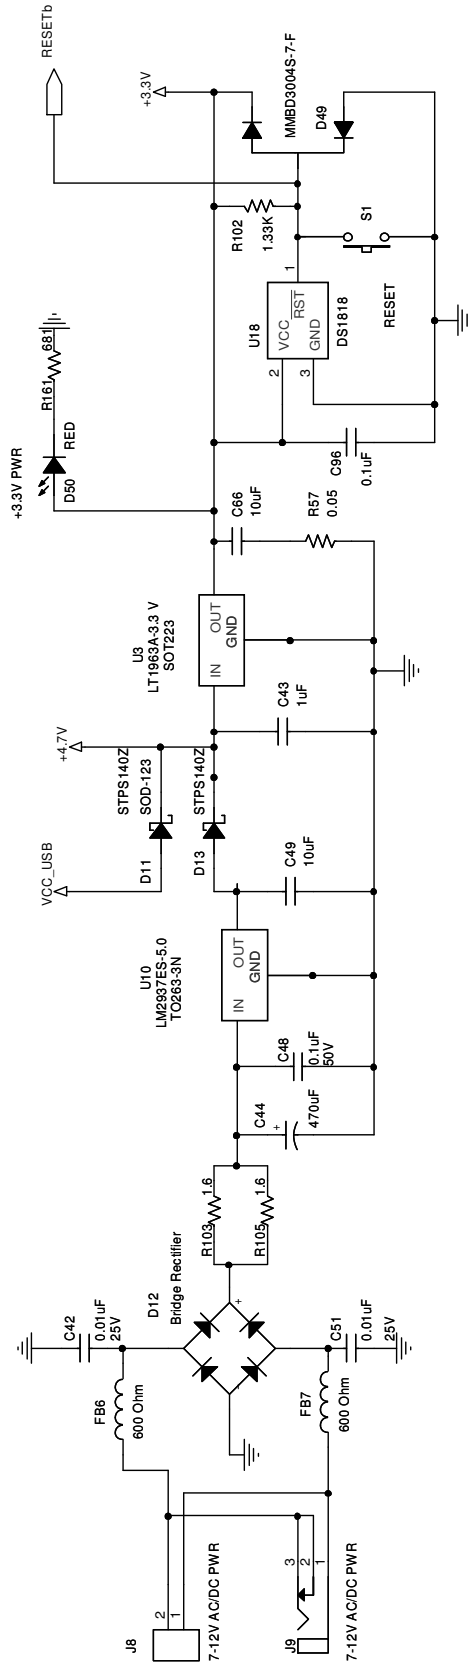 J8
2
1
7-12V AC/DC PWR
J9
3
2
1
7-12V AC/DC PWR
FB6
600 Ohm
FB7
600 Ohm
C42
0.01uF
25V
C51
0.01uF
25V
D12
Bridge Rectifier
+
-
R103
1.6
R105
1.6
C44
+
470uF
C48
0.1uF
50V
U10
LM2937ES-5.0
TO263-3N
IN
OUT
GND
C49
10uF
VCC_USB
D11
STPS140Z
SOD-123
D13
STPS140Z
+4.7V
C43
1uF
U3
LT1963A-3.3 V
SOT223
IN
OUT
GND
C66
10uF
R57
0.05
+3.3V PWR
D50
RED
R161
681
C96
0.1uF
U18
2
3
VCC
RST
GND
1
DS1818
R102
1.33K
RESET
S1
D49
MMBD3004S-7-F
+3.3V
RESETb